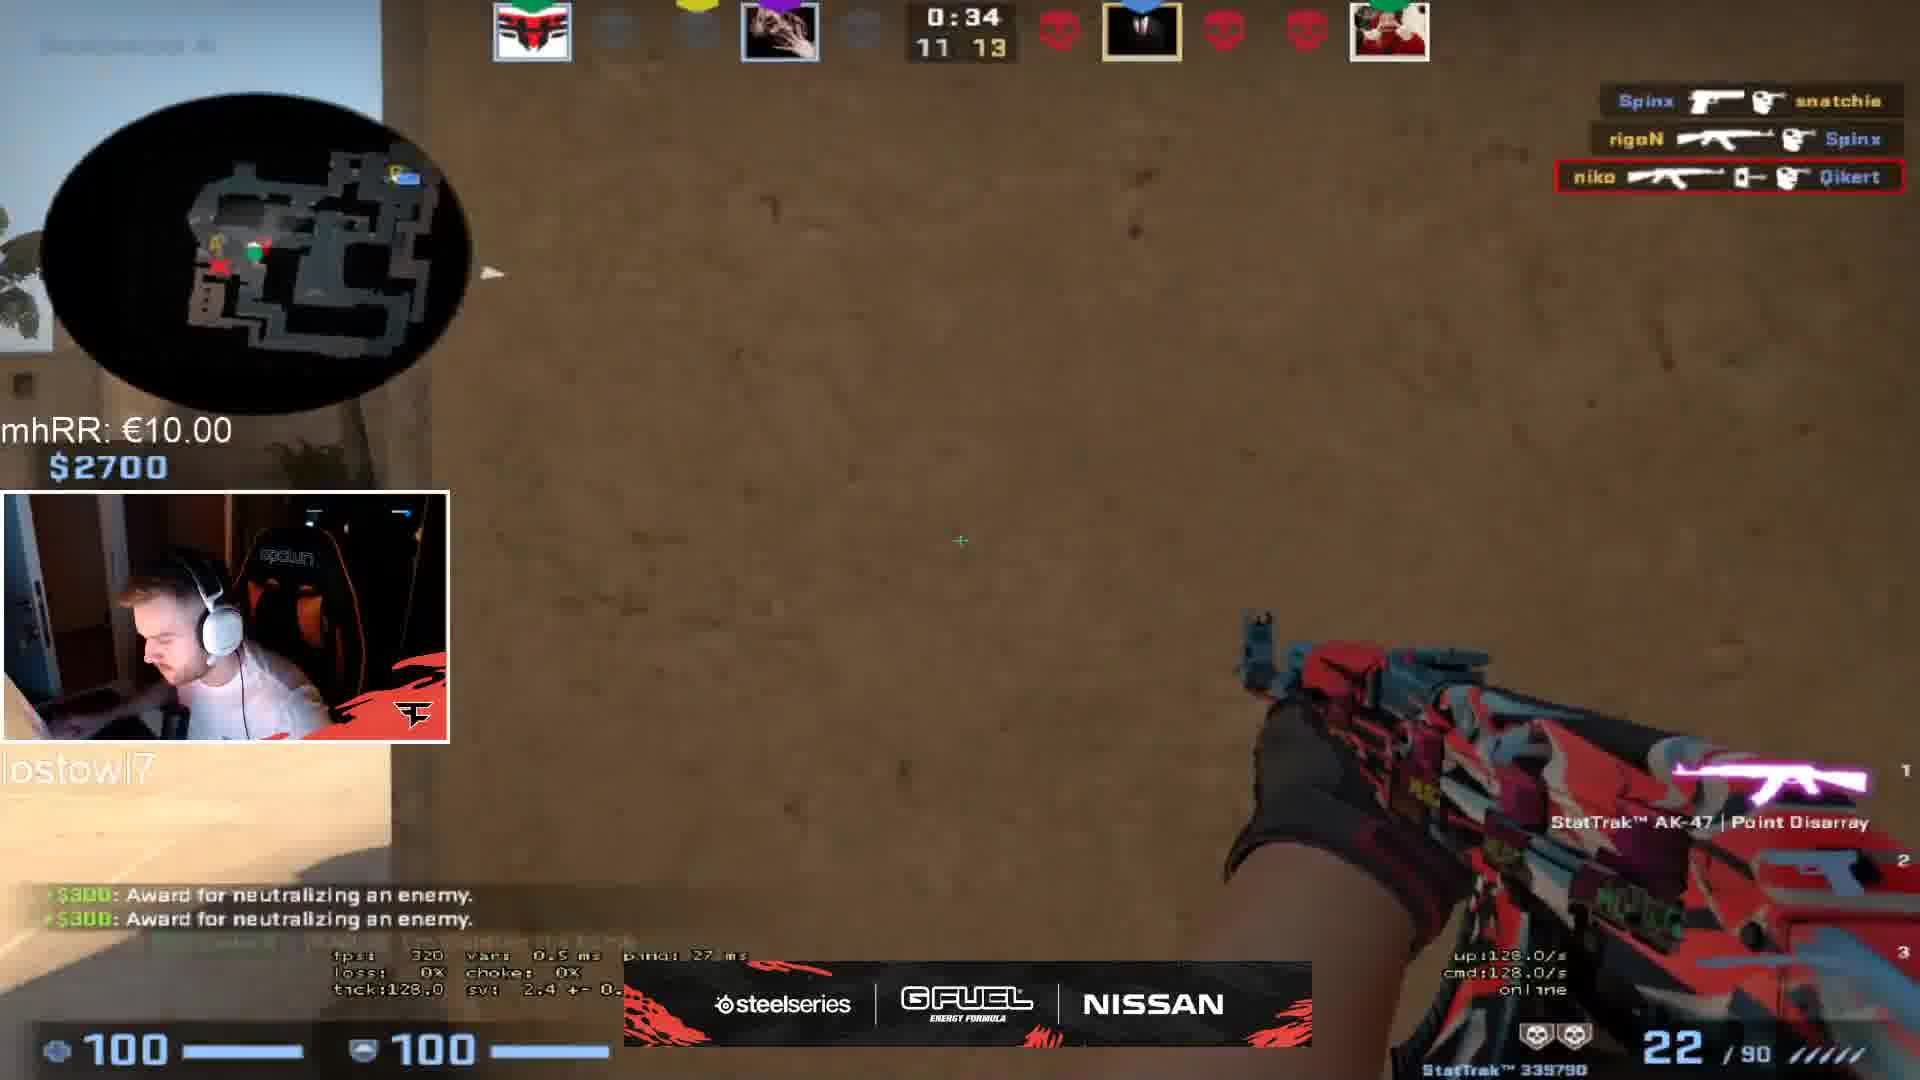 0:34
11 13
Spinx snatchie
rigoN Spinx
niko Qikert
mhRR: €10.00
$2700
lostowl7
StatTrak™ AK-47 | Point Disarray
1
2
3
+$300: Award for neutralizing an enemy.
+$300: Award for neutralizing an enemy.
fps: 320 var: 0.5 ms ping: 27 ms
loss: 0% choke: 0%
tick:128.0 sv: 2.4 +- 0.
up:128.0/s
cmd:128.0/s
online
steelseries
GFUEL
ENERGY FORMULA
NISSAN
100
100
22 / 90
StatTrak™ 339790